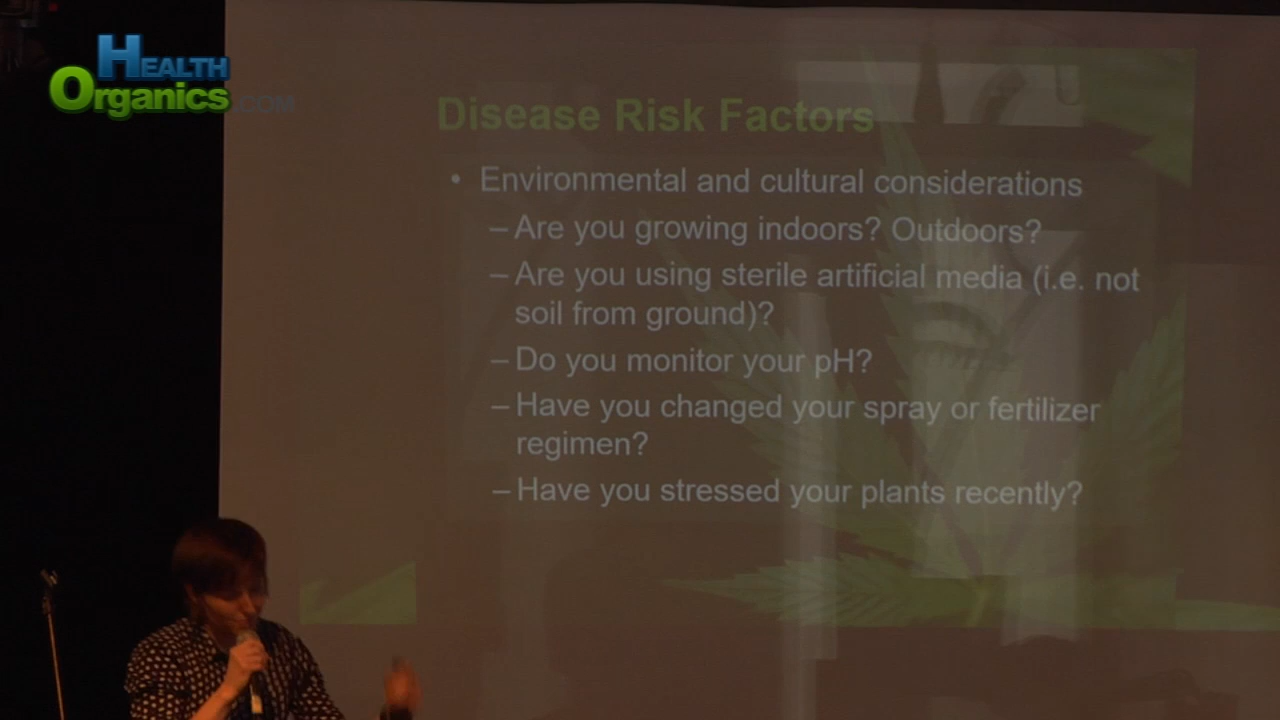 HEALTH
Organics.COM
Disease Risk Factors
• Environmental and cultural considerations
– Are you growing indoors? Outdoors?
– Are you using sterile artificial media (i.e. not
soil from ground)?
– Do you monitor your pH?
– Have you changed your spray or fertilizer
regimen?
– Have you stressed your plants recently?